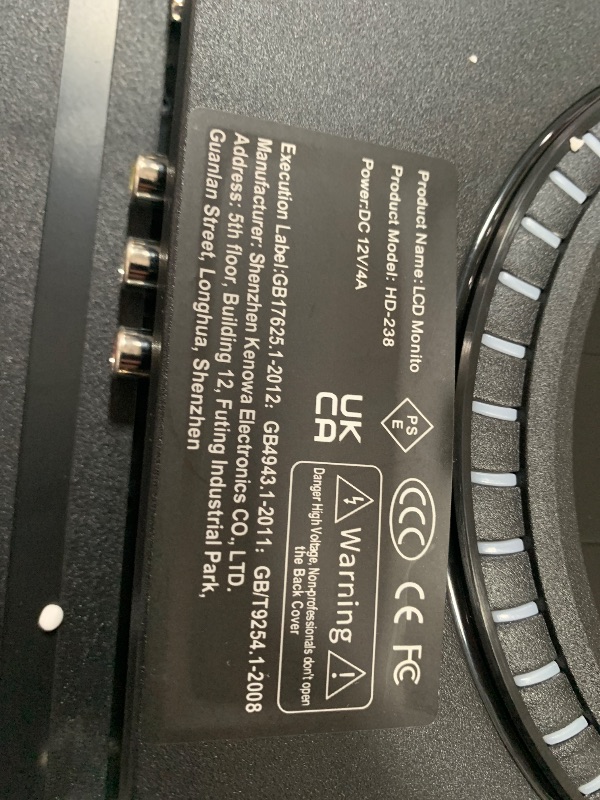 Product Name: LCD Monito
Product Model: HD-238
Power:DC 12V/4A
PS
E
CCC CE FC
UK
CA
Warning
Danger High Voltage, Non-professionals don't open
the Back Cover
Execution Label:GB17625.1-2012; GB4943.1-2011; GB/T9254.1-2008
Manufacturer: Shenzhen Kenowa Electronics CO., LTD.
Address: 5th floor, Building 12, Futing Industrial Park,
Guanlan Street, Longhua, Shenzhen